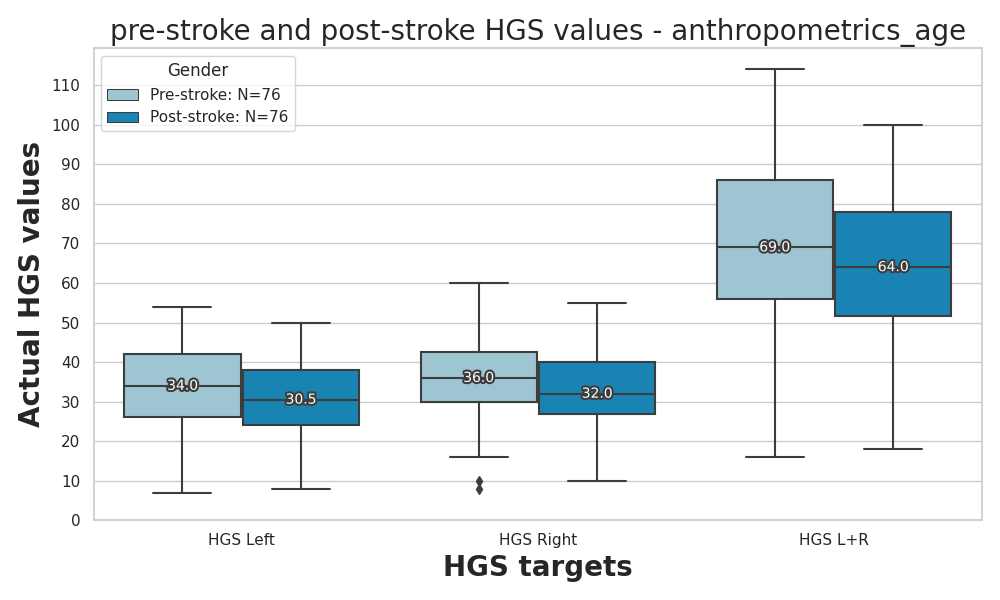 pre-stroke and post-stroke HGS values - anthropometrics_age
Gender
Pre-stroke: N=76
Post-stroke: N=76
Actual HGS values
110
100
90
80
70
60
50
40
30
20
10
0
34.0
30.5
36.0
32.0
69.0
64.0
HGS Left
HGS Right
HGS L+R
HGS targets